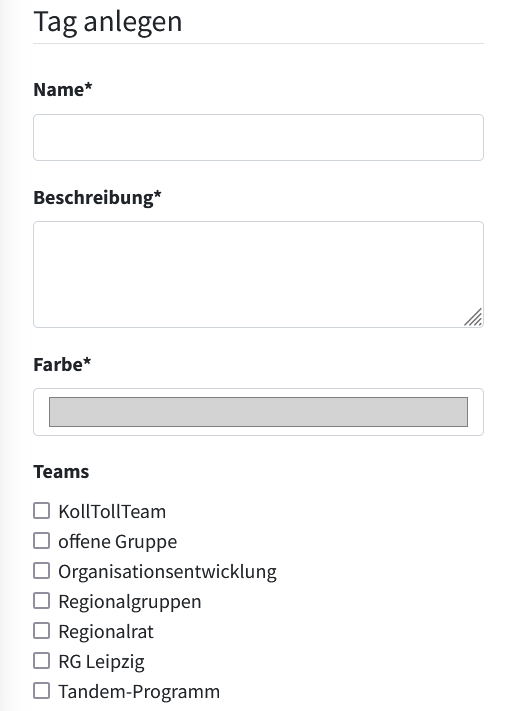 Tag anlegen
Name*
Beschreibung*
Farbe*
Teams
KollTollTeam
offene Gruppe
Organisationsentwicklung
Regionalgruppen
Regionalrat
RG Leipzig
Tandem-Programm